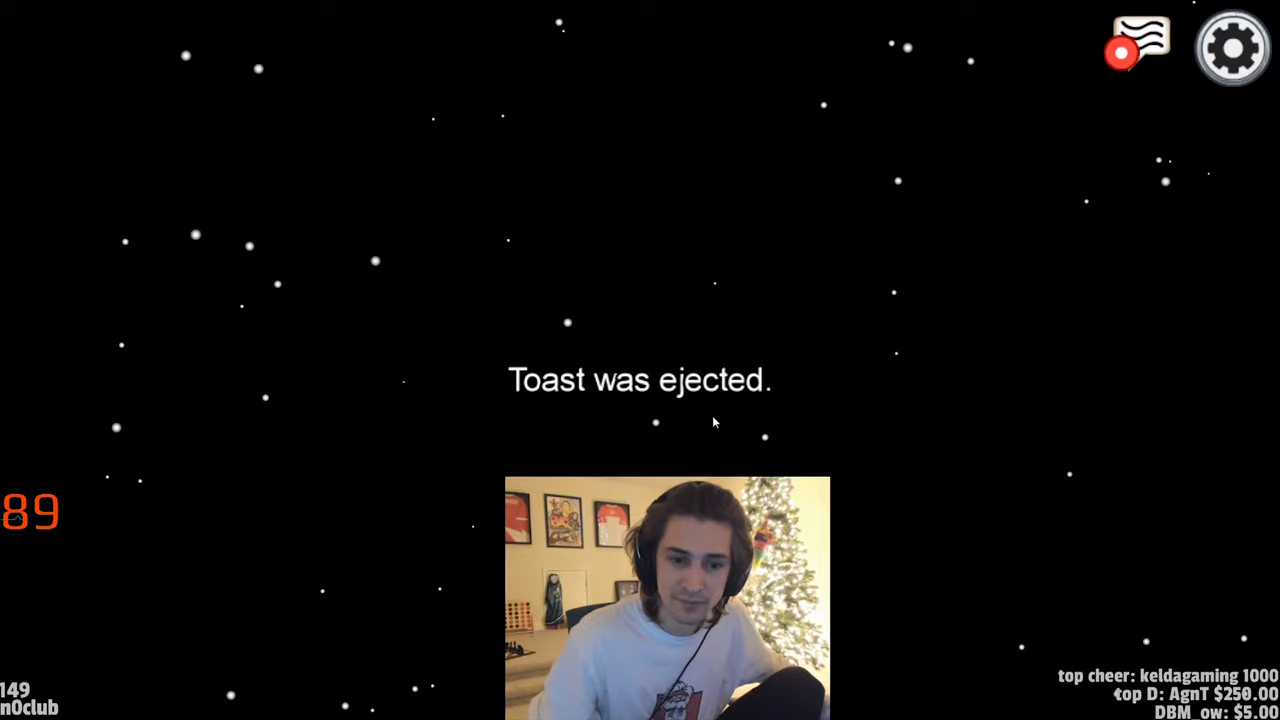 Toast was ejected.
89
149
n0club
top cheer: keldagaming 1000
top D: AgnT $250.00
DBM_ow: $5.00